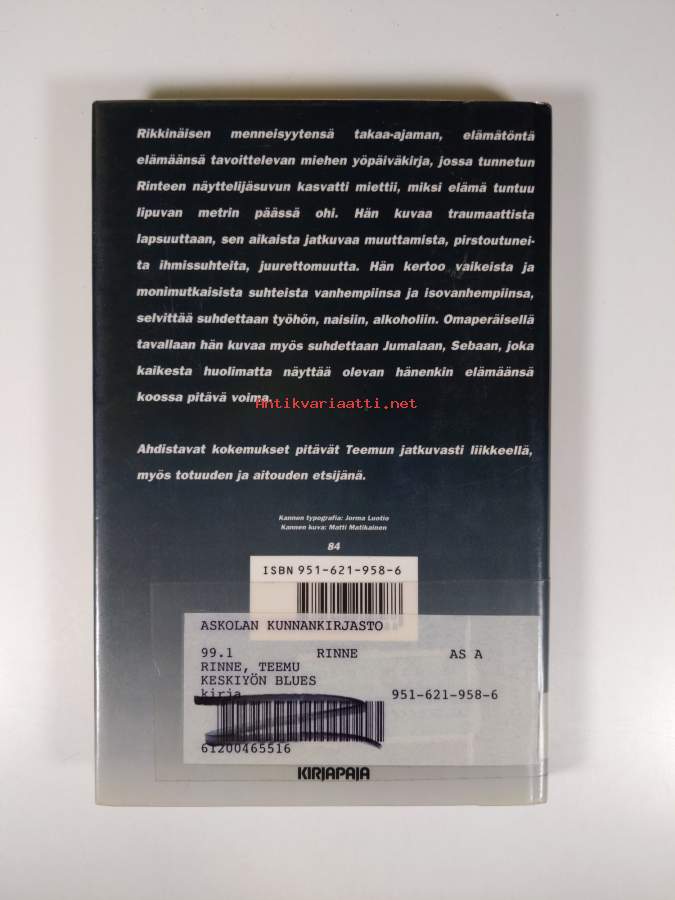 Rikkinäisen menneisyytensä takaa-ajaman, elämätöntä
elämäänsä tavoittelevan miehen yöpäiväkirja, jossa tunnetun
Rinteen näyttelijäsuvun kasvatti miettii, miksi elämä tuntuu
lipuvan metrin päässä ohi. Hän kuvaa traumaattista
lapsuuttaan, sen aikaista jatkuvaa muuttamista, pirstoutunei-
ta ihmissuhteita, juurettomuutta. Hän kertoo vaikeista ja
monimutkaisista suhteista vanhempiinsa ja isovanhempiinsa,
selvittää suhdettaan työhön, naisiin, alkoholiin. Omaperäisellä
tavallaan hän kuvaa myös suhdettaan Jumalaan, Sebaan, joka
kaikesta huolimatta näyttää olevan hänenkin elämäänsä
koossa pitävä voima.
Antikvariaatti.net
Ahdistavat kokemukset pitävät Teemun jatkuvasti liikkeellä,
myös totuuden ja aitouden etsijänä.
Kannen typografia: Jorma Luotio
Kannen kuva: Matti Matikainen
84
ISBN 951-621-958-6
ASKOLAN KUNNANKIRJASTO
99.1 RINNE AS A
RINNE, TEEMU
KESKIYÖN BLUES
kirja 951-621-958-6
61200465516
KIRJAPAJA